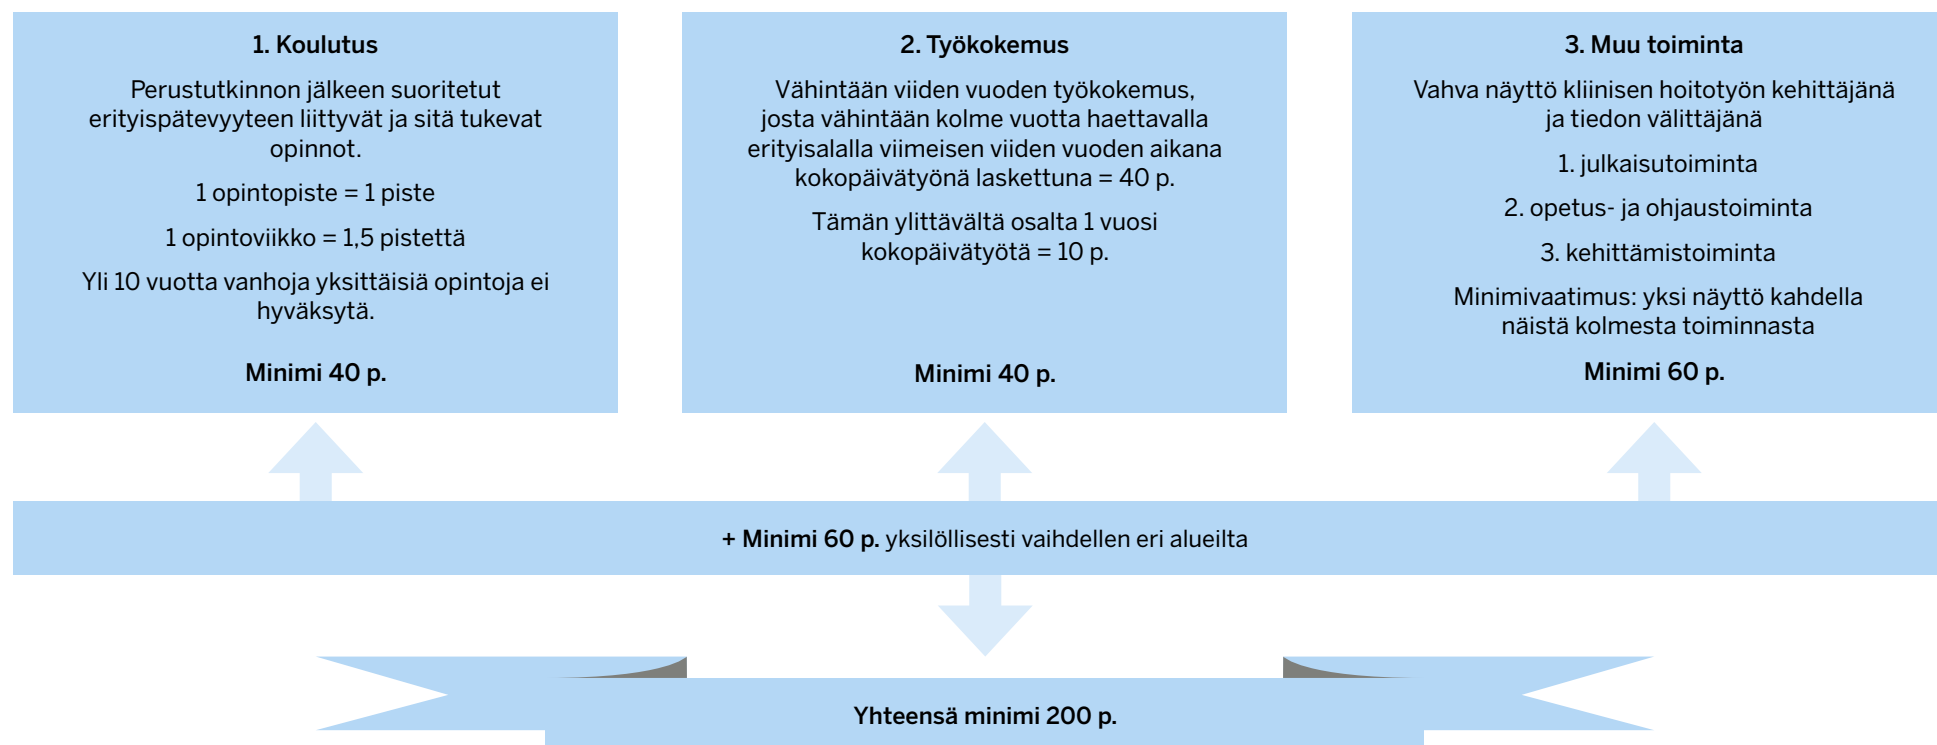 1. Koulutus
Perustutkinnon jälkeen suoritetut
erityispätevyyteen liittyvät ja sitä tukevat
opinnot.
1 opintopiste = 1 piste
1 opintoviikko = 1,5 pistettä
Yli 10 vuotta vanhoja yksittäisiä opintoja ei
hyväksytä.
Minimi 40 p.
2. Työkokemus
Vähintään viiden vuoden työkokemus,
josta vähintään kolme vuotta haettavalla
erityisalalla viimeisen viiden vuoden aikana
kokopäivätyönä laskettuna = 40 p.
Tämän ylittävältä osalta 1 vuosi
kokopäivätyötä = 10 p.
Minimi 40 p.
3. Muu toiminta
Vahva näyttö kliinisen hoitotyön kehittäjänä
ja tiedon välittäjänä
1. julkaisutoiminta
2. opetus- ja ohjaustoiminta
3. kehittämistoiminta
Minimivaatimus: yksi näyttö kahdella
näistä kolmesta toiminnasta
Minimi 60 p.
+ Minimi 60 p. yksilöllisesti vaihdellen eri alueilta
Yhteensä minimi 200 p.